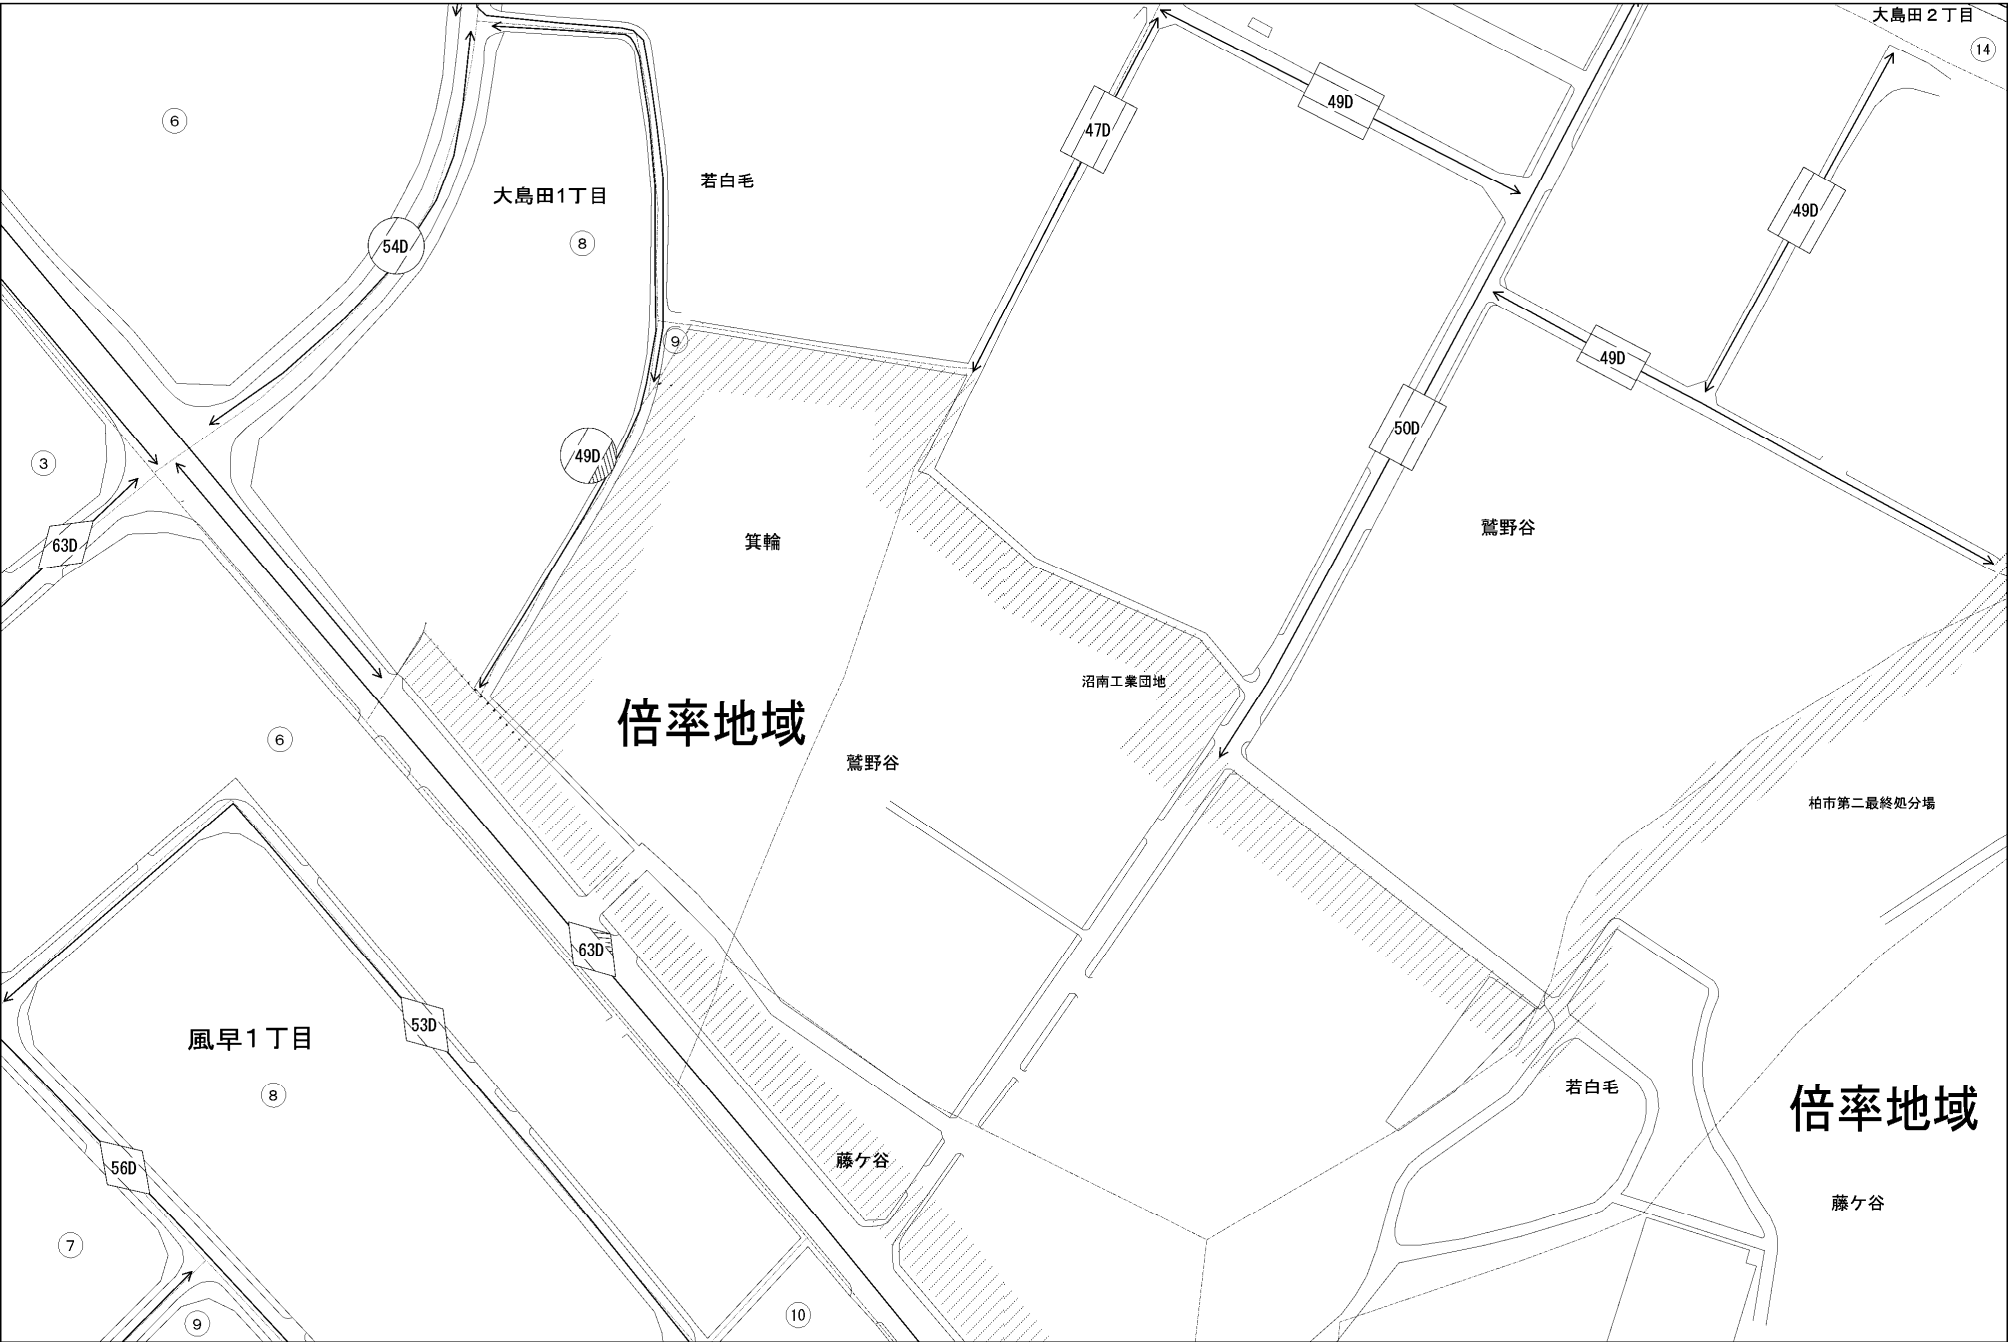 大島田２丁目
14
49D
47D
6
若白毛
大島田1丁目
49D
8
54D
9
49D
50D
49D
3
鷲野谷
箕輪
63D
沼南工業団地
倍率地域
6
鷲野谷
柏市第二最終処分場
63D
53D
風早１丁目
若白毛
8
倍率地域
藤ケ谷
56D
藤ケ谷
7
10
9